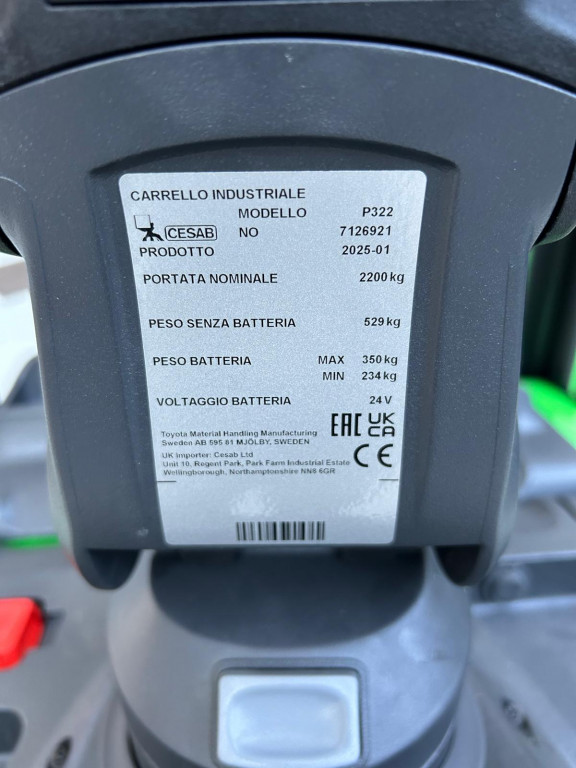 CARRELLO INDUSTRIALE
MODELLO P322
CESAB NO 7126921
PRODOTTO 2025-01
PORTATA NOMINALE 2200 kg
PESO SENZA BATTERIA 529 kg
PESO BATTERIA MAX 350 kg
MIN 234 kg
VOLTAGGIO BATTERIA 24 V
Toyota Material Handling Manufacturing
Sweden AB 595 81 MJÖLBY, SWEDEN
EAC UK CA
UK Importer: Cesab Ltd
Unit 10, Regent Park, Park Farm Industrial Estate
Wellingborough, Northamptonshire NN8 6GR
CE